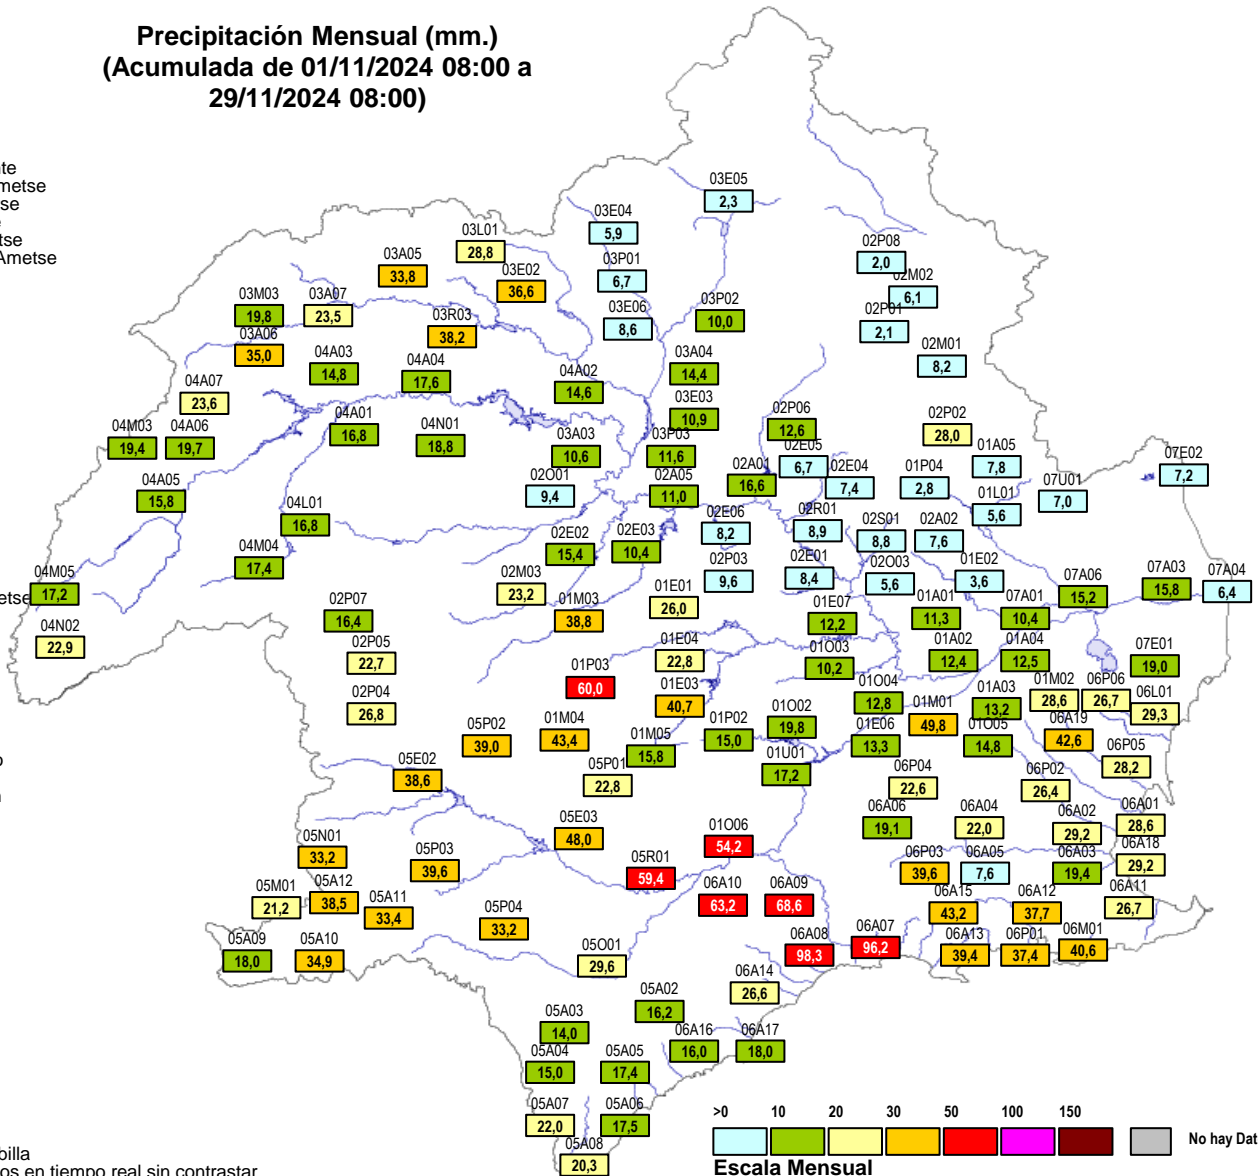 Precipitación Mensual (mm.)
(Acumulada de 01/11/2024 08:00 a
29/11/2024 08:00)
03E05
2,3
03E04
5,9
03L01
28,8
02P08
2,0
03A05
33,8
03P01
6,7
03E02
36,6
02M02
6,1
03M03
19,8
03A07
23,5
03E06
8,6
03P02
10,0
02P01
2,1
03R03
38,2
03A06
35,0
02M01
8,2
04A03
14,8
04A04
17,6
03A04
14,4
04A02
14,6
04A07
23,6
03E03
10,9
02P06
12,6
02P02
28,0
04M03
19,4
04A06
19,7
04A01
16,8
04N01
18,8
03A03
10,6
03P03
11,6
02E05
6,7
01A05
7,8
07E02
7,2
04A05
15,8
02O01
9,4
02A05
11,0
02A01
16,6
02E04
7,4
01P04
2,8
07U01
7,0
04L01
16,8
01L01
5,6
02E06
8,2
02R01
8,9
02S01
8,8
02A02
7,6
02E02
15,4
02E03
10,4
04M04
17,4
02P03
9,6
02E01
8,4
02O03
5,6
01E02
3,6
04M05
17,2
02M03
23,2
07A06
15,2
07A03
15,8
07A04
6,4
01M03
38,8
01E01
26,0
02P07
16,4
01E07
12,2
01A01
11,3
07A01
10,4
04N02
22,9
02P05
22,7
01E04
22,8
01O03
10,2
01A02
12,4
01A04
12,5
07E01
19,0
01P03
60,0
02P04
26,8
01E03
40,7
01O04
12,8
01M01
49,8
01A03
13,2
01M02
28,6
06P06
26,7
06L01
29,3
05P02
39,0
01M04
43,4
01M05
15,8
01P02
15,0
01O02
19,8
01E06
13,3
01O05
14,8
06A19
42,6
05E02
38,6
05P01
22,8
01U01
17,2
06P04
22,6
06P02
26,4
06P05
28,2
05E03
48,0
01O06
54,2
06A06
19,1
06A04
22,0
06A02
29,2
06A01
28,6
05N01
33,2
05P03
39,6
05R01
59,4
06P03
39,6
06A05
7,6
06A03
19,4
06A18
29,2
05M01
21,2
05A12
38,5
05A11
33,4
06A10
63,2
06A09
68,6
06A15
43,2
06A12
37,7
06A11
26,7
05P04
33,2
05A09
18,0
05A10
34,9
05O01
29,6
06A08
98,3
06A07
96,2
06A13
39,4
06P01
37,4
06M01
40,6
06A14
26,6
05A02
16,2
05A03
14,0
06A16
16,0
06A17
18,0
05A04
15,0
05A05
17,4
05A07
22,0
05A06
17,5
05A08
20,3
>0 10 20 30 50 100 150
No hay Dat
Escala Mensual
os en tiempo real sin contrastar